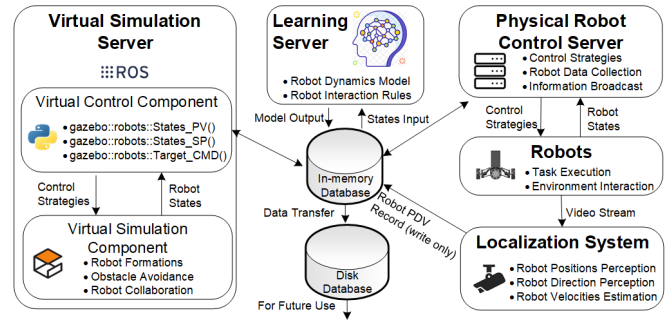 Virtual Simulation
Server
ROS
Virtual Control Component
gazebo::robots::States_PV()
gazebo::robots::States_SP()
gazebo::robots::Target_CMD()
Control
Strategies
Robot
States
Virtual Simulation
Component
Robot Formations
Obstacle Avoidance
Robot Collaboration
Learning
Server
Robot Dynamics Model
Robot Interaction Rules
Model Output
States Input
In-memory
Database
Data Transfer
Robot PDV
Record (write only)
Disk
Database
For Future Use
Physical Robot
Control Server
Control Strategies
Robot Data Collection
Information Broadcast
Control
Strategies
Robot
States
Robots
Task Execution
Environment Interaction
Video Stream
Localization System
Robot Positions Perception
Robot Direction Perception
Robot Velocities Estimation